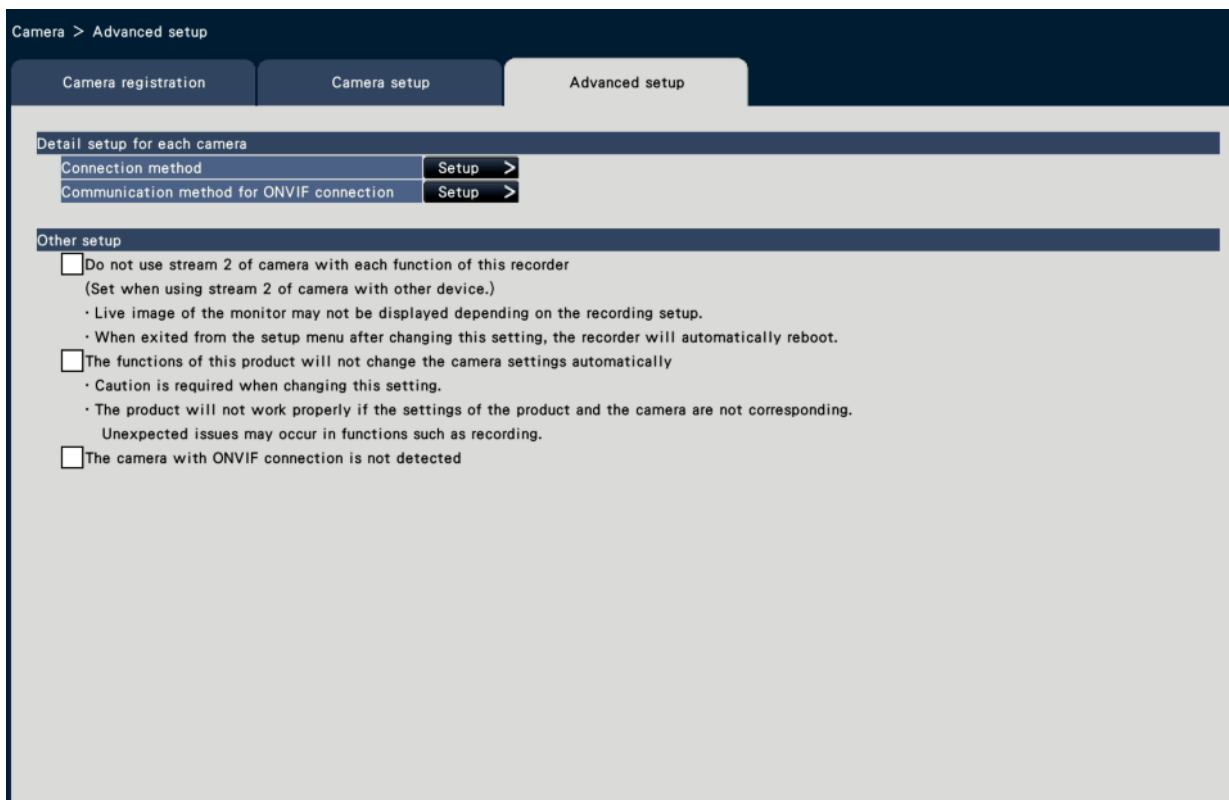 Camera > Advanced setup
Camera registration
Camera setup
Advanced setup
Detail setup for each camera
Connection method Setup >
Communication method for ONVIF connection Setup >
Other setup
Do not use stream 2 of camera with each function of this recorder
(Set when using stream 2 of camera with other device.)
・Live image of the monitor may not be displayed depending on the recording setup.
・When exited from the setup menu after changing this setting, the recorder will automatically reboot.
The functions of this product will not change the camera settings automatically
・Caution is required when changing this setting.
・The product will not work properly if the settings of the product and the camera are not corresponding.
Unexpected issues may occur in functions such as recording.
The camera with ONVIF connection is not detected